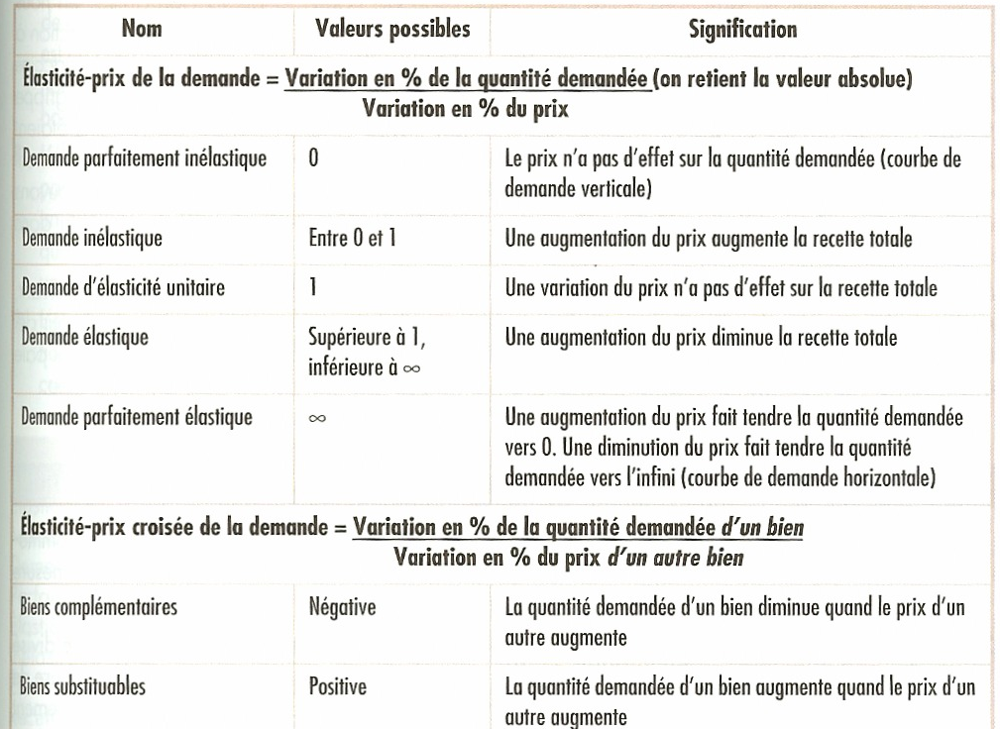 Nom Valeurs possibles Signification
Élasticité-prix de la demande = Variation en % de la quantité demandée (on retient la valeur absolue)
Variation en % du prix
Demande parfaitement inélastique 0 Le prix n'a pas d'effet sur la quantité demandée (courbe de
demande verticale)
Demande inélastique Entre 0 et 1 Une augmentation du prix augmente la recette totale
Demande d'élasticité unitaire 1 Une variation du prix n'a pas d'effet sur la recette totale
Demande élastique Supérieure à 1, Une augmentation du prix diminue la recette totale
inférieure à ∞
Demande parfaitement élastique ∞ Une augmentation du prix fait tendre la quantité demandée
vers 0. Une diminution du prix fait tendre la quantité
demandée vers l'infini (courbe de demande horizontale)
Élasticité-prix croisée de la demande = Variation en % de la quantité demandée d'un bien
Variation en % du prix d'un autre bien
Biens complémentaires Négative La quantité demandée d'un bien diminue quand le prix d'un
autre augmente
Biens substituables Positive La quantité demandée d'un bien augmente quand le prix d'un
autre augmente